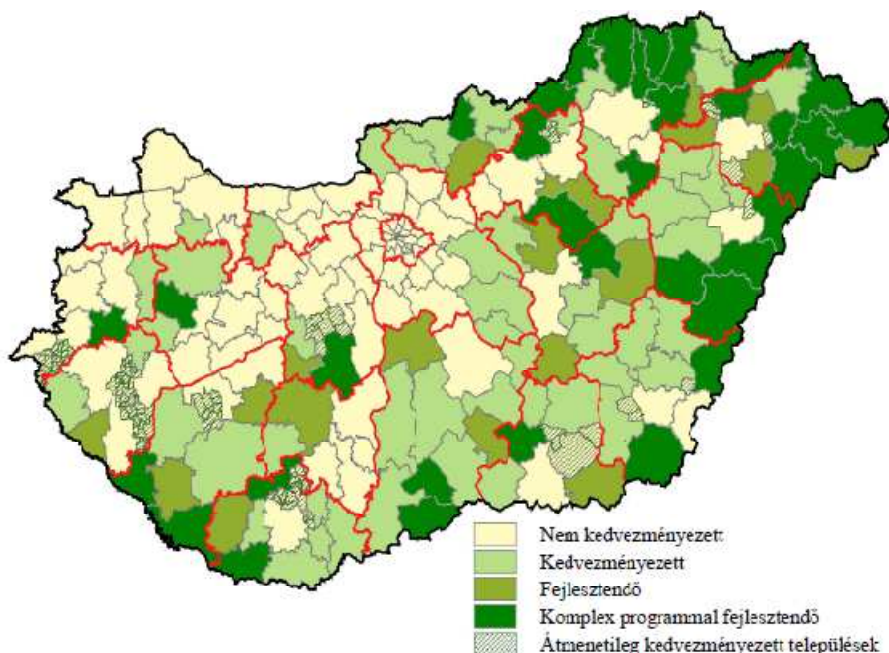 Nem kedvezményezett
Kedvezményezett
Fejlesztendő
Komplex programmal fejlesztendő
Átmenetileg kedvezményezett települések